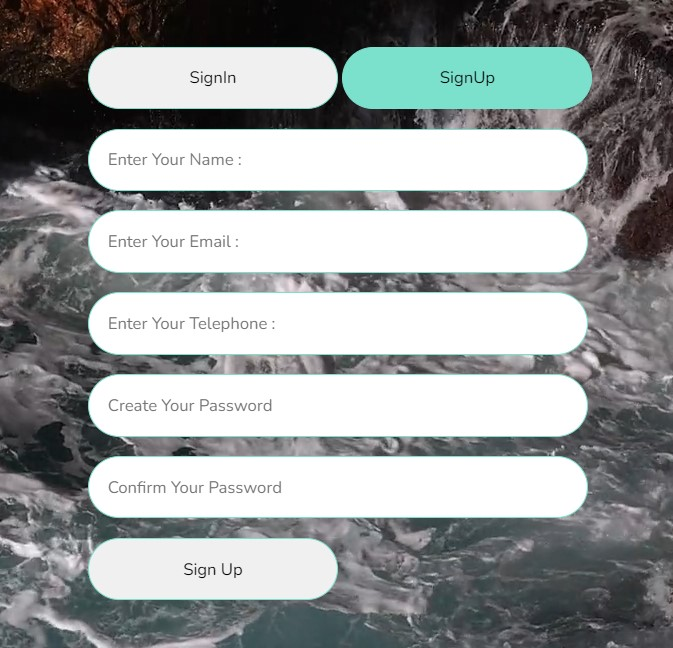 SignIn SignUp
Enter Your Name :
Enter Your Email :
Enter Your Telephone :
Create Your Password
Confirm Your Password
Sign Up